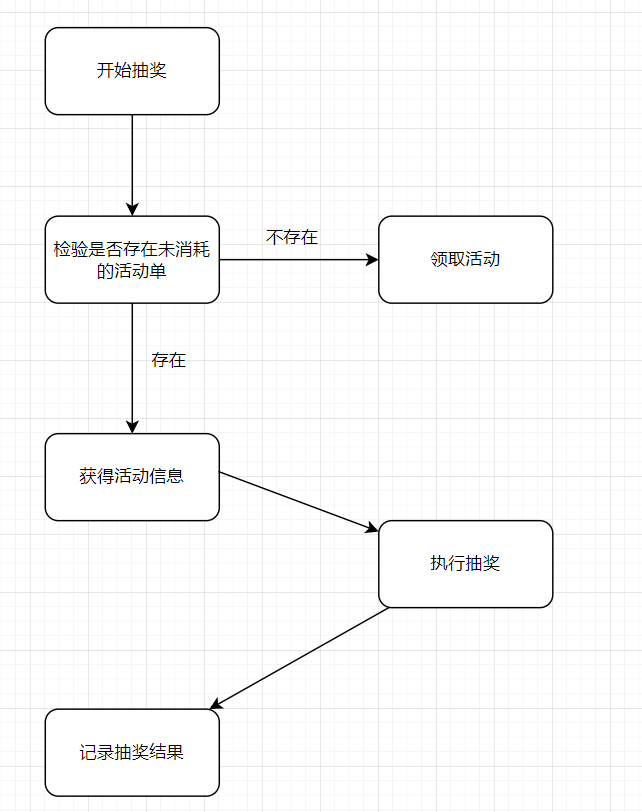 开始抽奖
检验是否存在未消耗
的活动单
不存在
领取活动
存在
获得活动信息
执行抽奖
记录抽奖结果